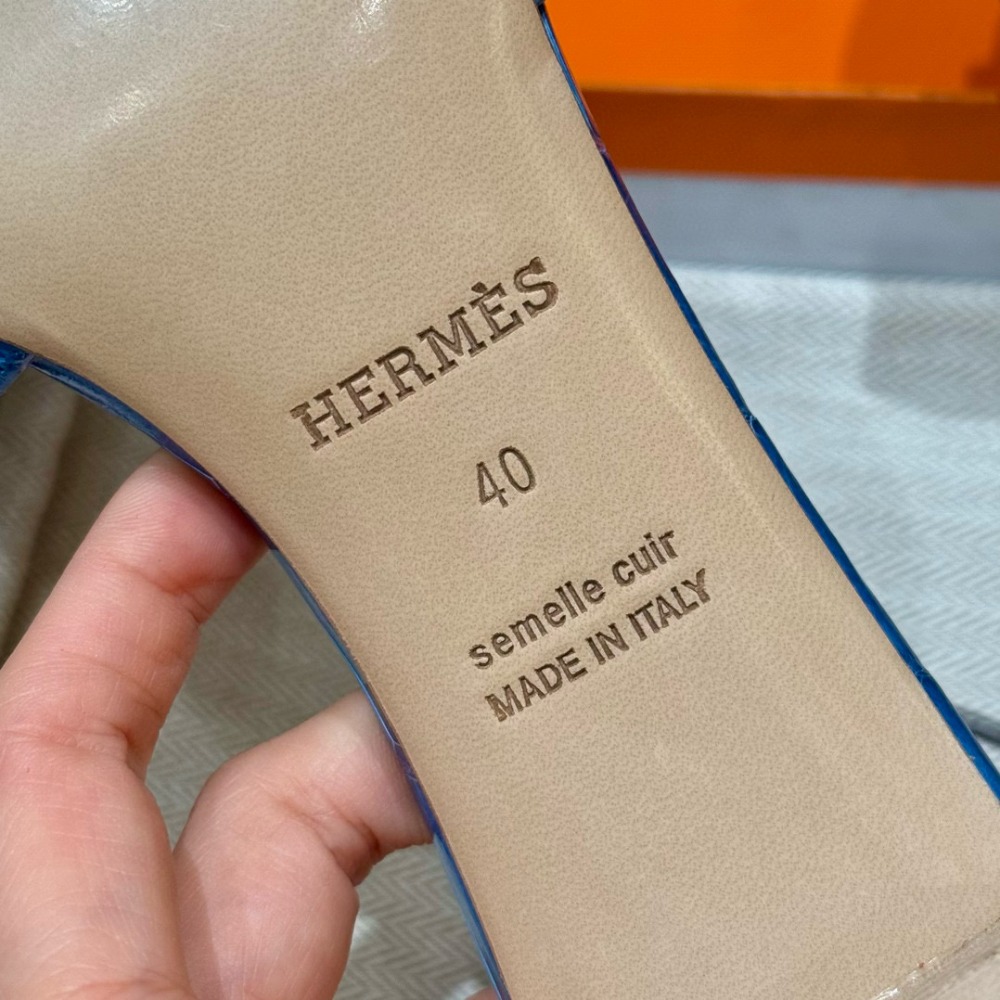 HERMÈS
40
semelle cuir
MADE IN ITALY